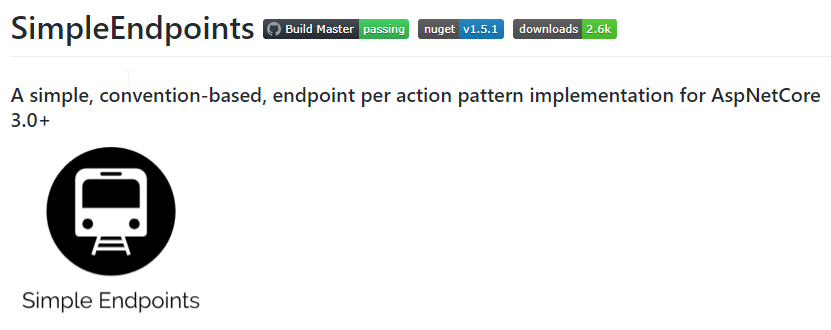 SimpleEndpoints Build Master passing nuget v1.5.1 downloads 2.6k
A simple, convention-based, endpoint per action pattern implementation for AspNetCore
3.0+
Simple Endpoints